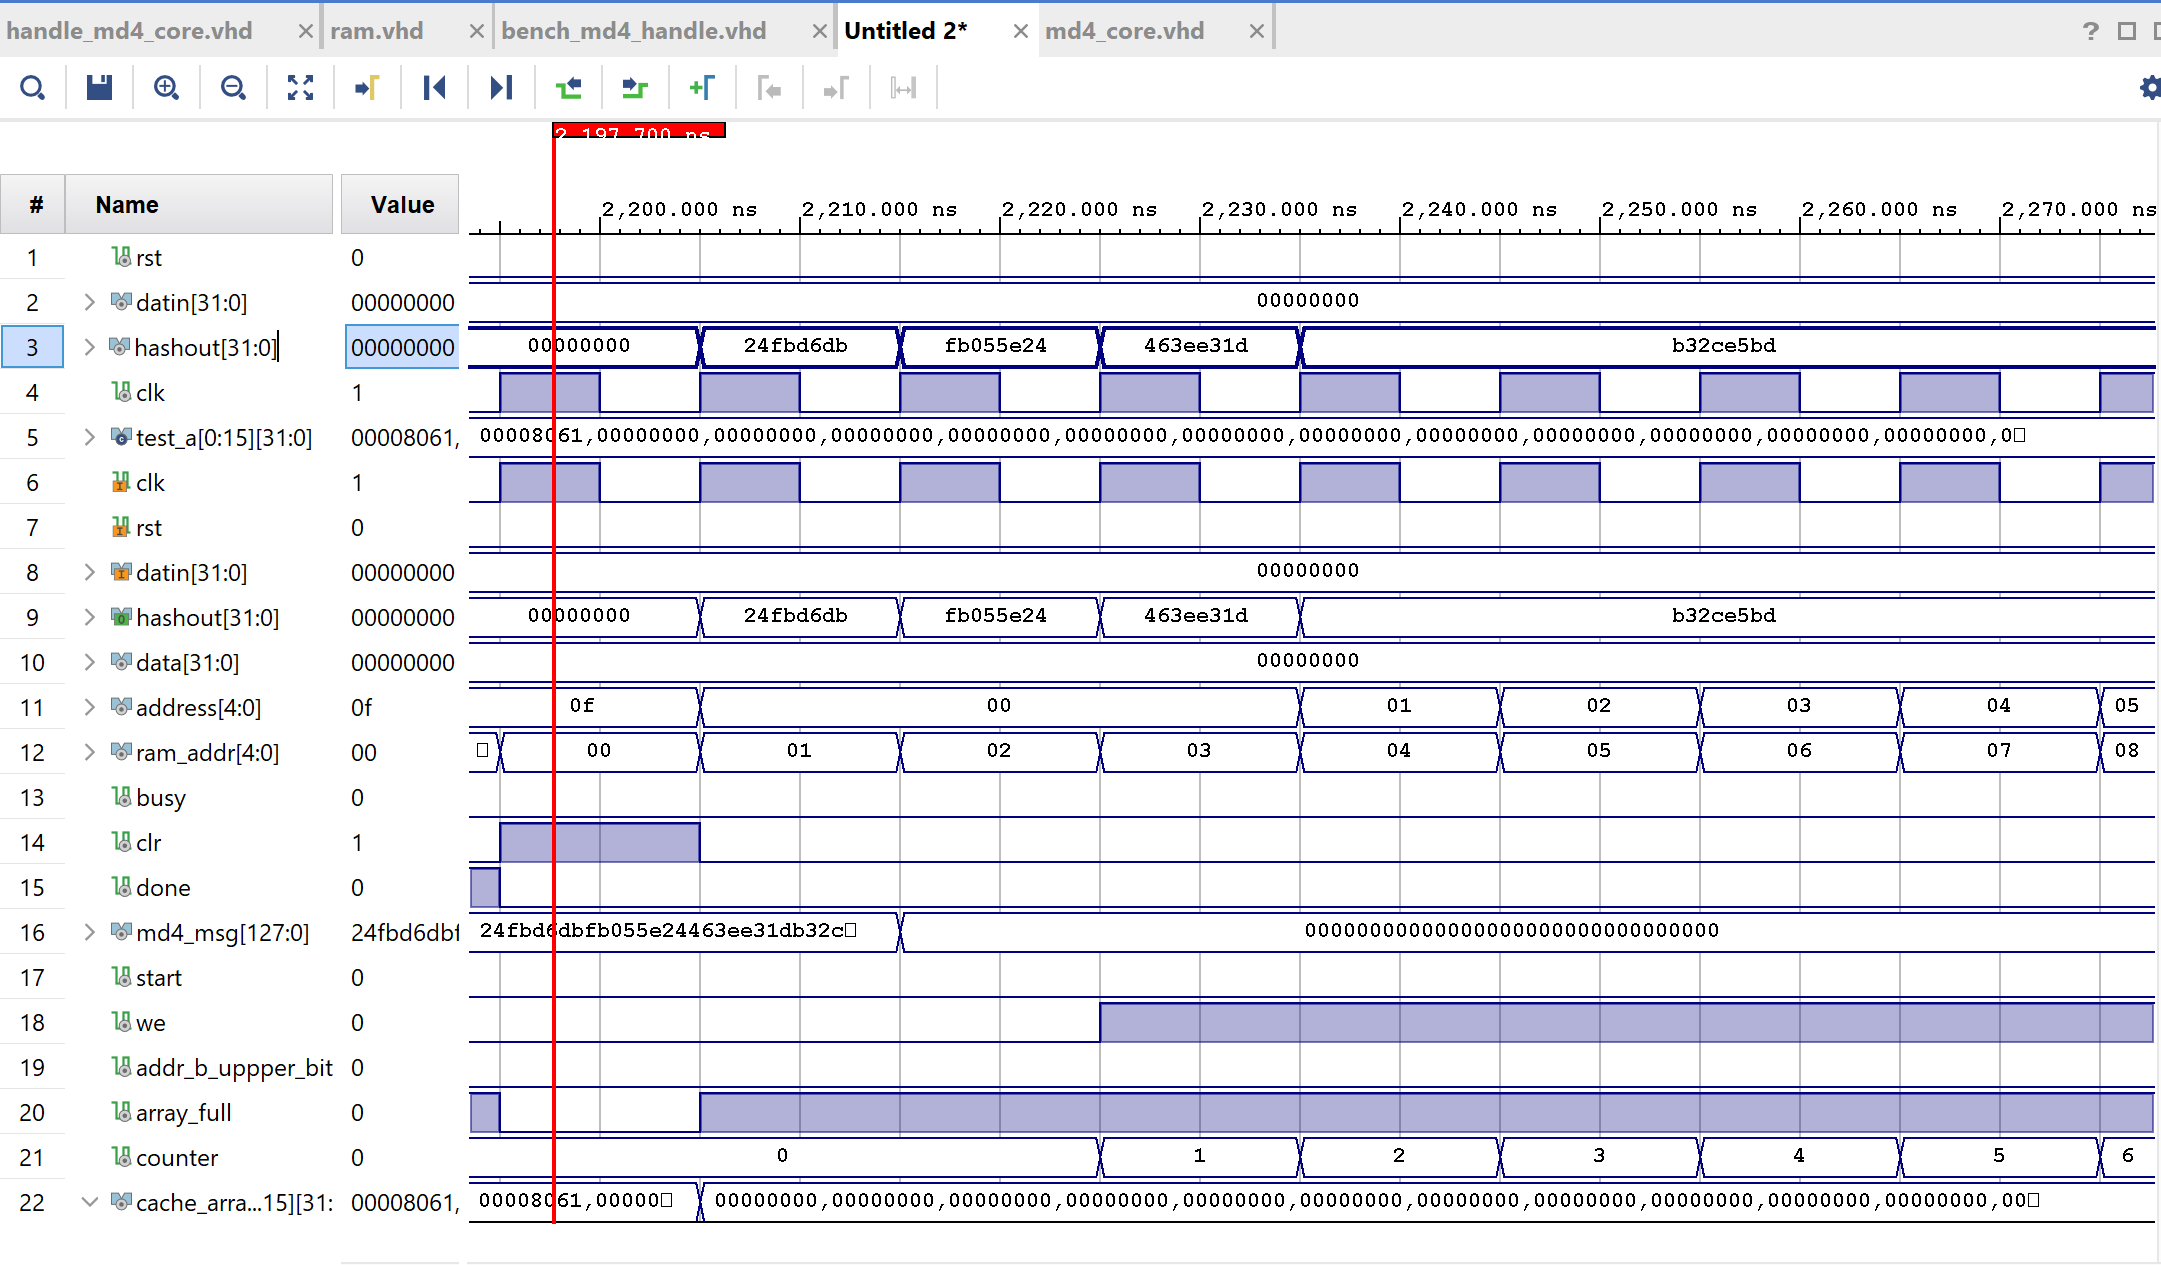 handle_md4_core.vhd ram.vhd bench_md4_handle.vhd Untitled 2* md4_core.vhd ?
2,197.700 ns
# Name Value 2,200.000 ns 2,210.000 ns 2,220.000 ns 2,230.000 ns 2,240.000 ns 2,250.000 ns 2,260.000 ns 2,270.000 ns
1 rst 0
2 datin[31:0] 00000000 00000000
3 hashout[31:0] 00000000 00000000 24fbd6db fb055e24 463ee31d b32ce5bd
4 clk 1
5 test_a[0:15][31:0] 00008061, 00008061,00000000,00000000,00000000,00000000,00000000,00000000,00000000,00000000,00000000,00000000,00000000,00000000,0
6 clk 1
7 rst 0
8 datin[31:0] 00000000 00000000
9 hashout[31:0] 00000000 00000000 24fbd6db fb055e24 463ee31d b32ce5bd
10 data[31:0] 00000000 00000000
11 address[4:0] 0f 0f 00 01 02 03 04 05
12 ram_addr[4:0] 00 00 01 02 03 04 05 06 07 08
13 busy 0
14 clr 1
15 done 0
16 md4_msg[127:0] 24fbd6dbf 24fbd6dbfb055e24463ee31db32c 00000000000000000000000000000000
17 start 0
18 we 0
19 addr_b_uppper_bit 0
20 array_full 0
21 counter 0 0 1 2 3 4 5 6
22 cache_arra...15][31: 00008061, 00008061,00000 00000000,00000000,00000000,00000000,00000000,00000000,00000000,00000000,00000000,00000000,00000000,00